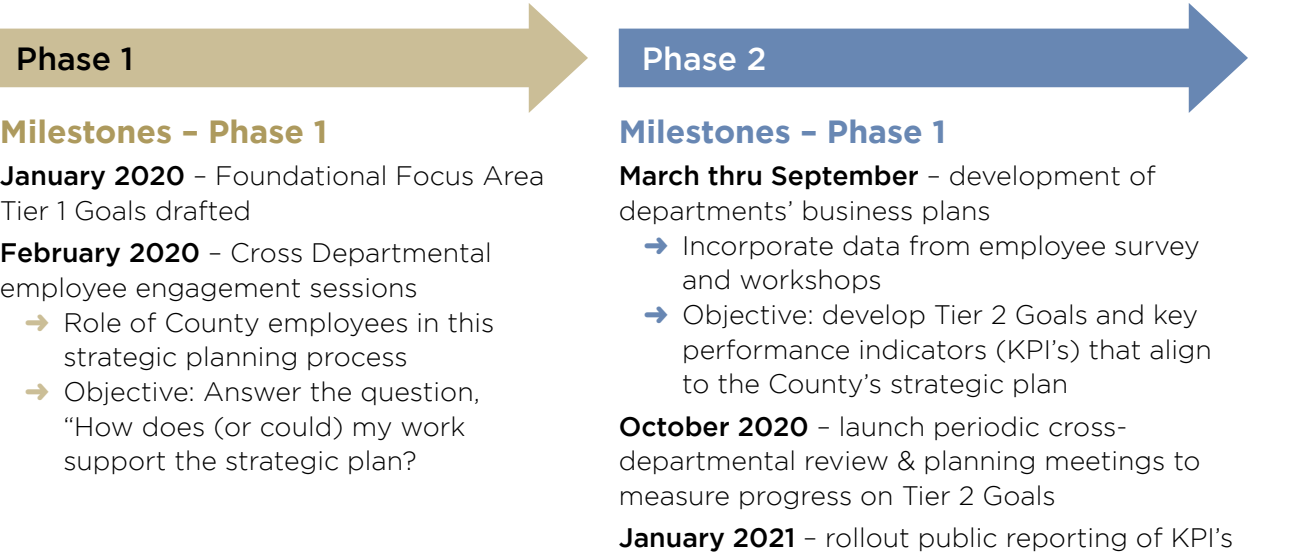 Phase 1
Milestones – Phase 1
January 2020 – Foundational Focus Area
Tier 1 Goals drafted
February 2020 – Cross Departmental
employee engagement sessions
➜ Role of County employees in this
strategic planning process
➜ Objective: Answer the question,
“How does (or could) my work
support the strategic plan?
Phase 2
Milestones – Phase 1
March thru September – development of
departments’ business plans
➜ Incorporate data from employee survey
and workshops
➜ Objective: develop Tier 2 Goals and key
performance indicators (KPI’s) that align
to the County’s strategic plan
October 2020 – launch periodic cross-
departmental review & planning meetings to
measure progress on Tier 2 Goals
January 2021 – rollout public reporting of KPI’s